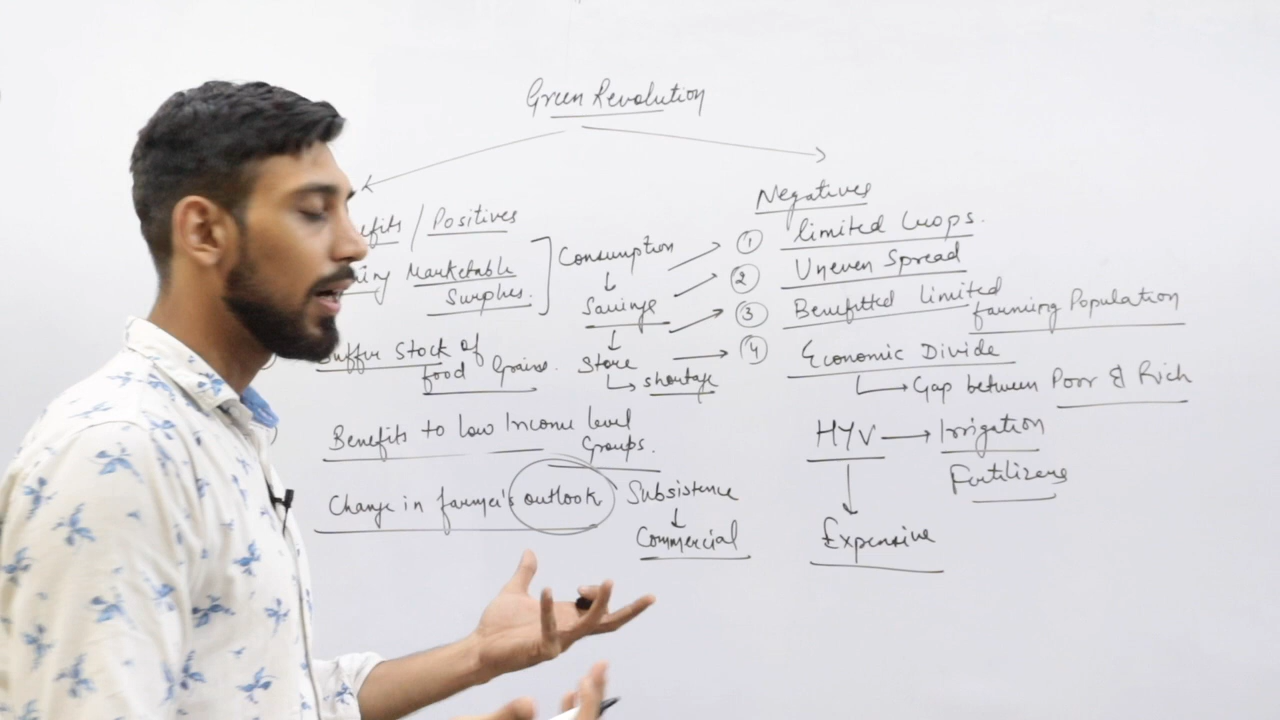 Green Revolution
/ Positives
Marketable
Surplus.
Consumption
Savings
Store
shortage
Buffer Stock of
food Grains.
Benefits to Low Income level
Groups.
Change in farmer's outlook
Subsistence
Commercial
Negatives
① limited Crops.
② Uneven Spread
③ Benefitted Limited
farming Population
④ Economic Divide
Gap between Poor & Rich
HYV Irrigation
Fertilizers
Expensive